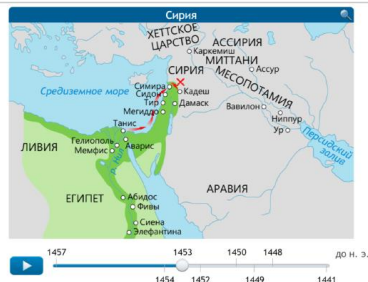 Сирия
ХЕТТСКОЕ
ЦАРСТВО
АССИРИЯ
Каркемиш
МИТТАНИ
СИРИЯ
Ассур
МЕСОПОТАМИЯ
Средиземное море
Симира
Сидон
Кадеш
Тир
Дамаск
Мегиддо
Вавилон
Ниппур
Ур
Танис
Персидский
залив
ЛИВИЯ
Гелиополь
Мемфис
Аварис
р. Нил
ЕГИПЕТ
АРАВИЯ
Абидос
Фивы
Сиена
Элефантина
1457
1453
1450
1448
до н. э.
1454
1452
1449
1441